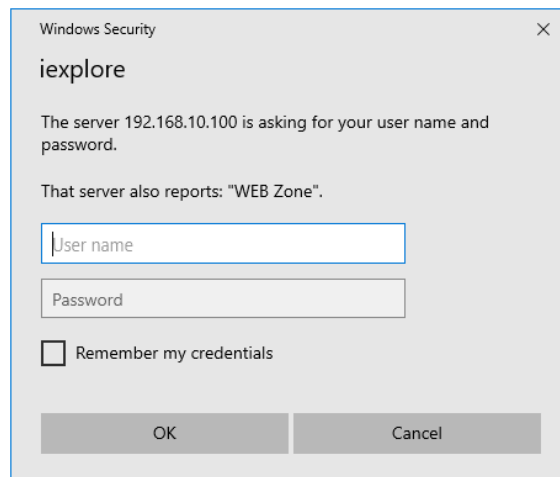 Windows Security
iexplore
The server 192.168.10.100 is asking for your user name and
password.
That server also reports: "WEB Zone".
User name
Password
Remember my credentials
OK
Cancel